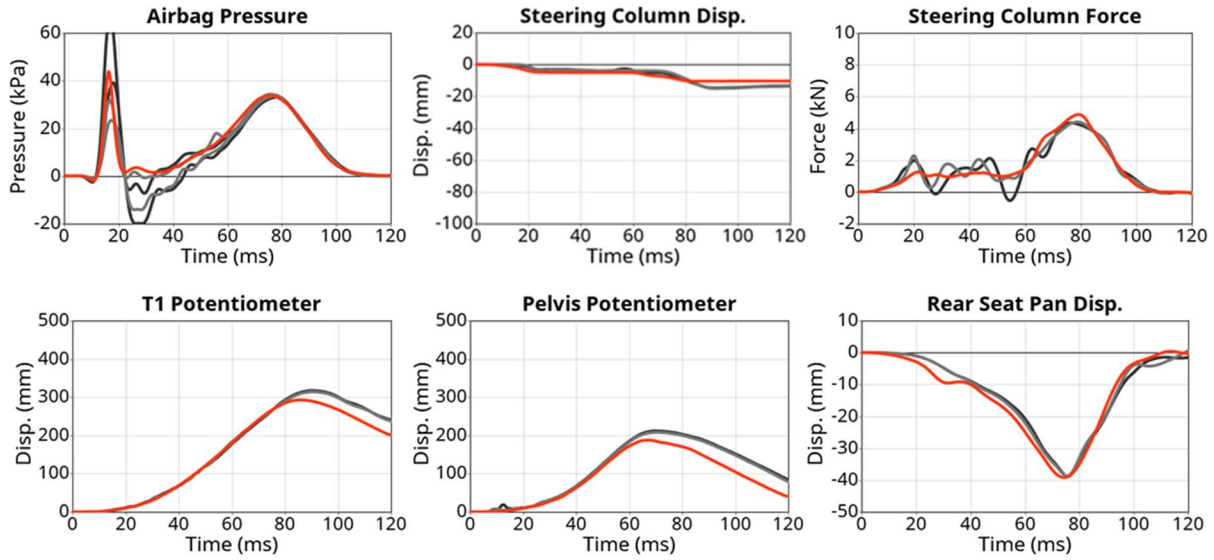 Airbag Pressure
Pressure (kPa)
60
40
20
0
-20
0 20 40 60 80 100 120
Time (ms)
Steering Column Disp.
Disp. (mm)
20
0
-20
-40
-60
-80
-100
0 20 40 60 80 100 120
Time (ms)
Steering Column Force
Force (kN)
10
8
6
4
2
0
-2
0 20 40 60 80 100 120
Time (ms)
T1 Potentiometer
Disp. (mm)
500
400
300
200
100
0
0 20 40 60 80 100 120
Time (ms)
Pelvis Potentiometer
Disp. (mm)
500
400
300
200
100
0
0 20 40 60 80 100 120
Time (ms)
Rear Seat Pan Disp.
Disp. (mm)
10
0
-10
-20
-30
-40
-50
0 20 40 60 80 100 120
Time (ms)